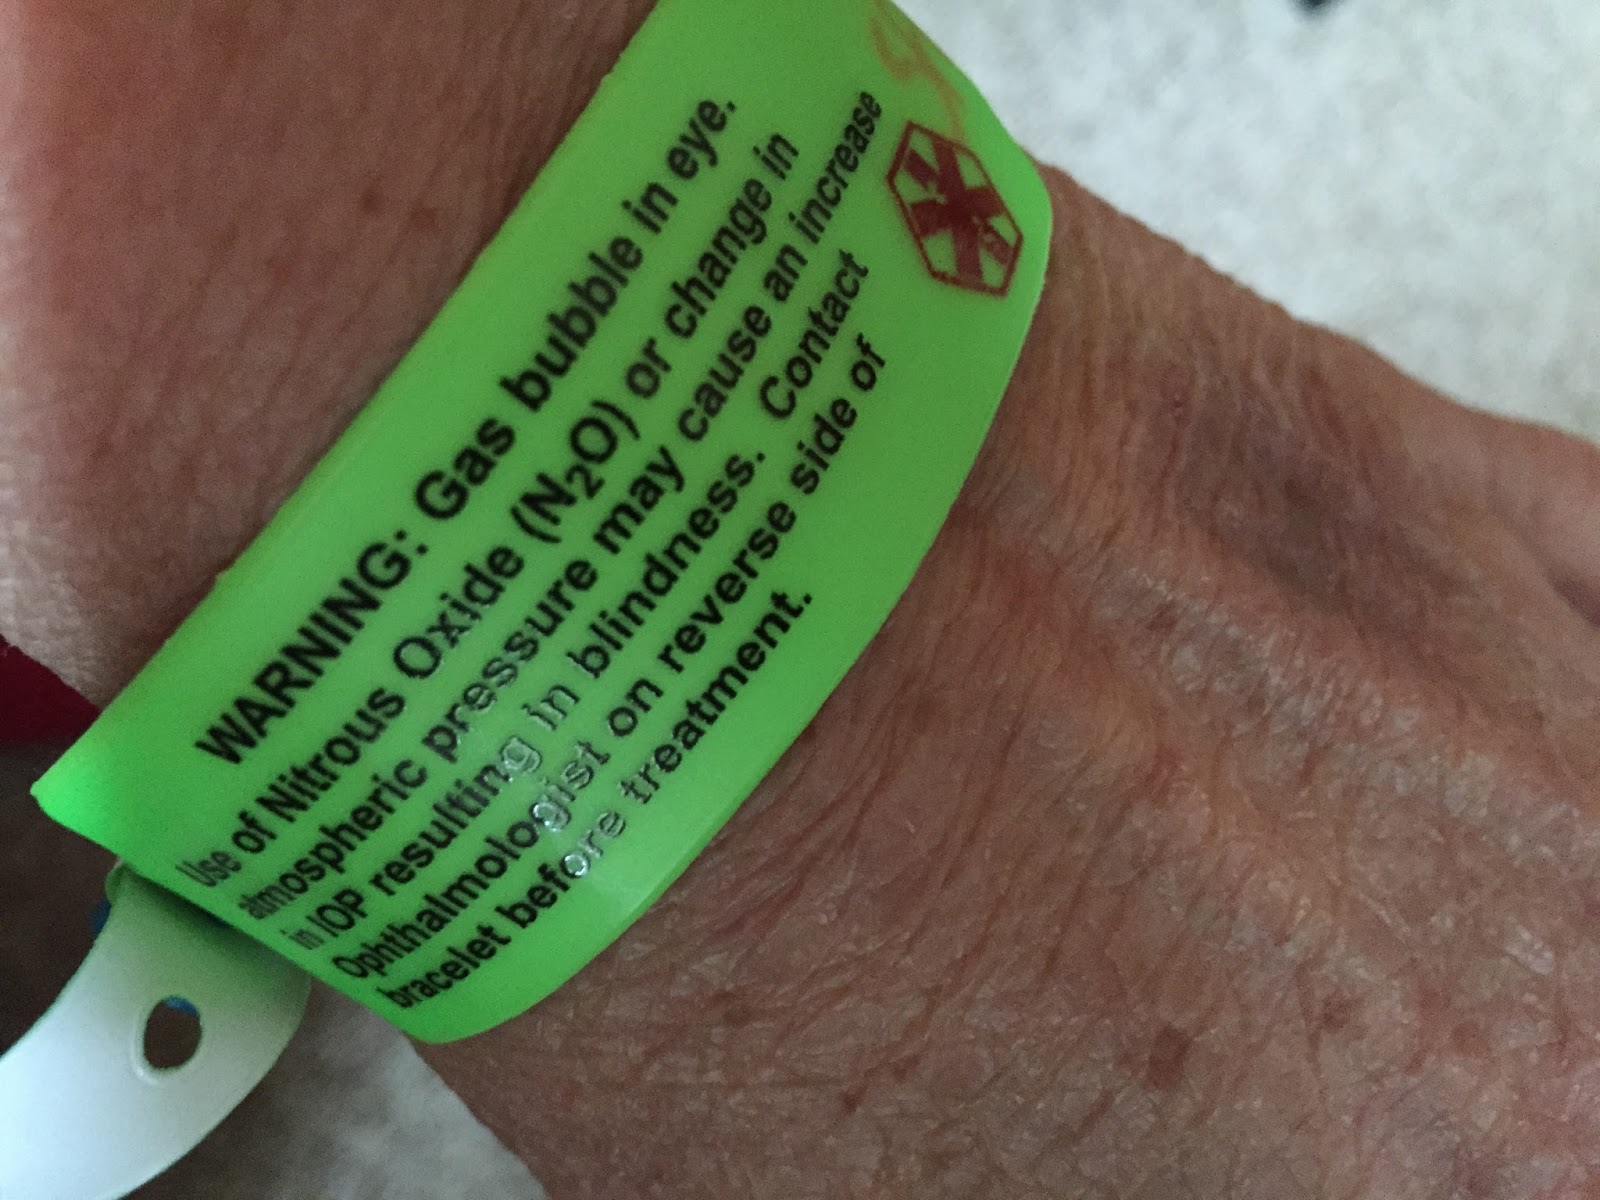 WARNING: Gas bubble in eye.
Use of Nitrous Oxide (N₂O) or change in
atmospheric pressure may cause an increase
in IOP resulting in blindness. Contact
Ophthalmologist on reverse side of
bracelet before treatment.